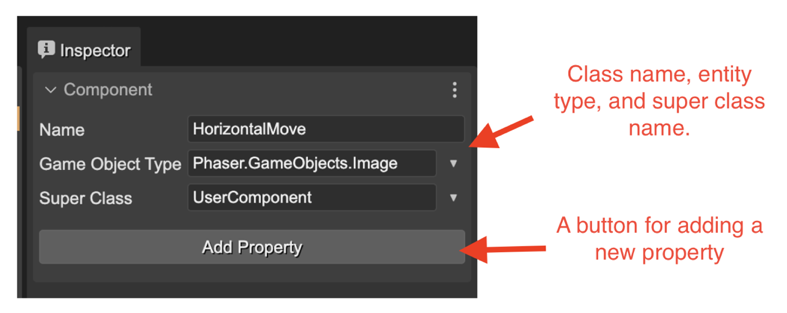 Inspector
Component
Name HorizontalMove
Game Object Type Phaser.GameObjects.Image
Super Class UserComponent
Add Property
Class name, entity
type, and super class
name.
A button for adding a
new property